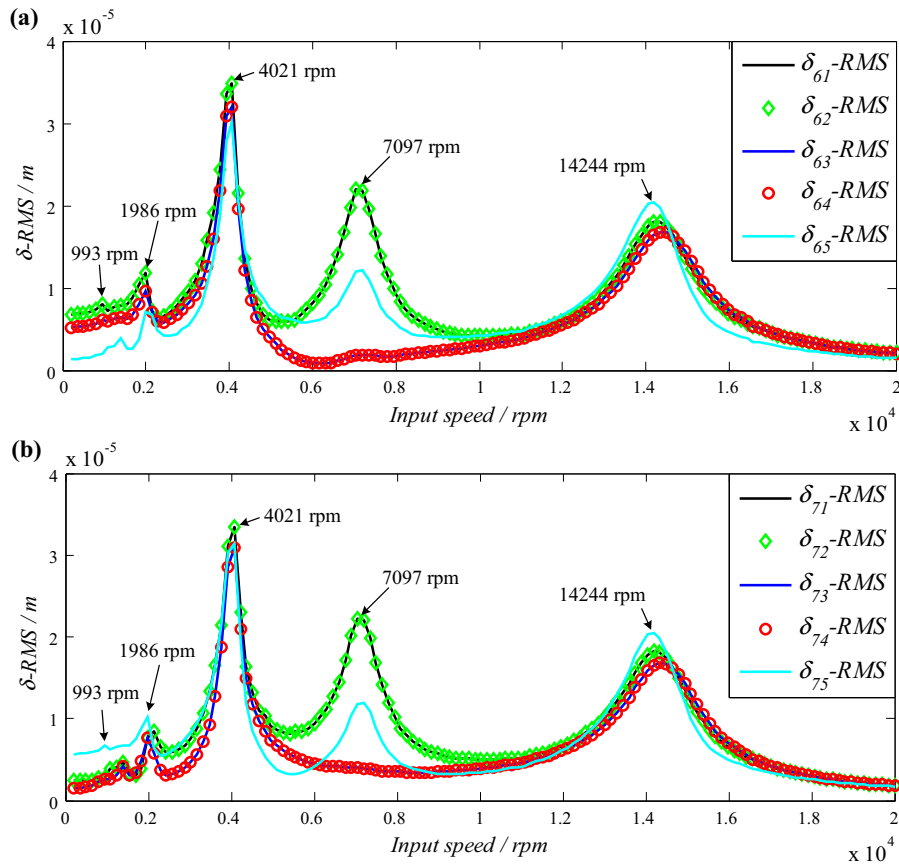 (a)
x 10⁻⁵
4
3
2
1
0
δ-RMS / m
993 rpm
1986 rpm
4021 rpm
7097 rpm
14244 rpm
δ₆₁-RMS
δ₆₂-RMS
δ₆₃-RMS
δ₆₄-RMS
δ₆₅-RMS
0 0.2 0.4 0.6 0.8 1 1.2 1.4 1.6 1.8 2
Input speed / rpm
x 10⁴
(b)
x 10⁻⁵
4
3
2
1
0
δ-RMS / m
993 rpm
1986 rpm
4021 rpm
7097 rpm
14244 rpm
δ₇₁-RMS
δ₇₂-RMS
δ₇₃-RMS
δ₇₄-RMS
δ₇₅-RMS
0 0.2 0.4 0.6 0.8 1 1.2 1.4 1.6 1.8 2
Input speed / rpm
x 10⁴